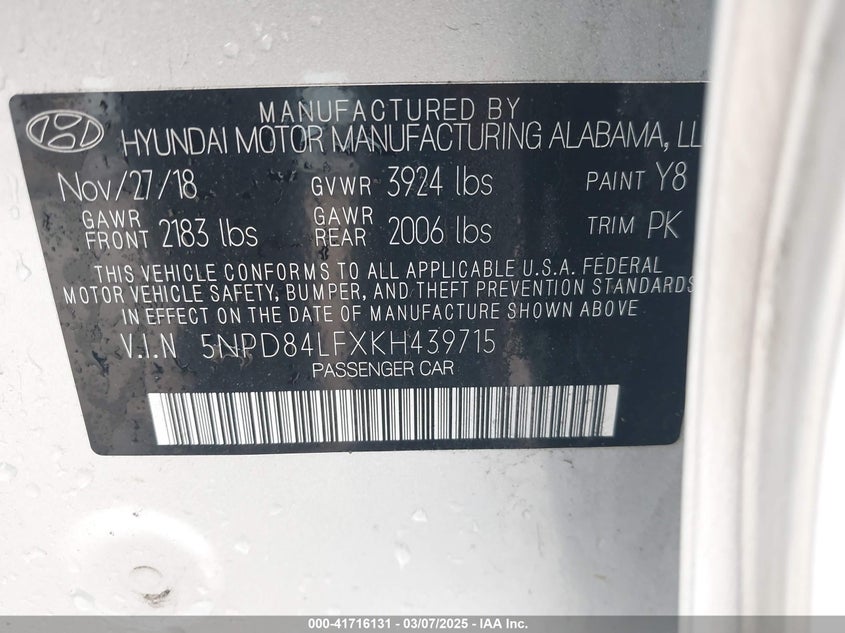 MANUFACTURED BY
HYUNDAI MOTOR MANUFACTURING ALABAMA, LL
Nov/27/18 GVWR 3924 lbs PAINT Y8
GAWR FRONT 2183 lbs GAWR REAR 2006 lbs TRIM PK
THIS VEHICLE CONFORMS TO ALL APPLICABLE U.S.A. FEDERAL
MOTOR VEHICLE SAFETY, BUMPER, AND THEFT PREVENTION STANDARDS
IN EFFECT ON THE DATE OF MANUFACTURE SHOWN ABOVE
V.I.N 5NPD84LFXKH439715
PASSENGER CAR
000-41716131 - 03/07/2025 - IAA Inc.